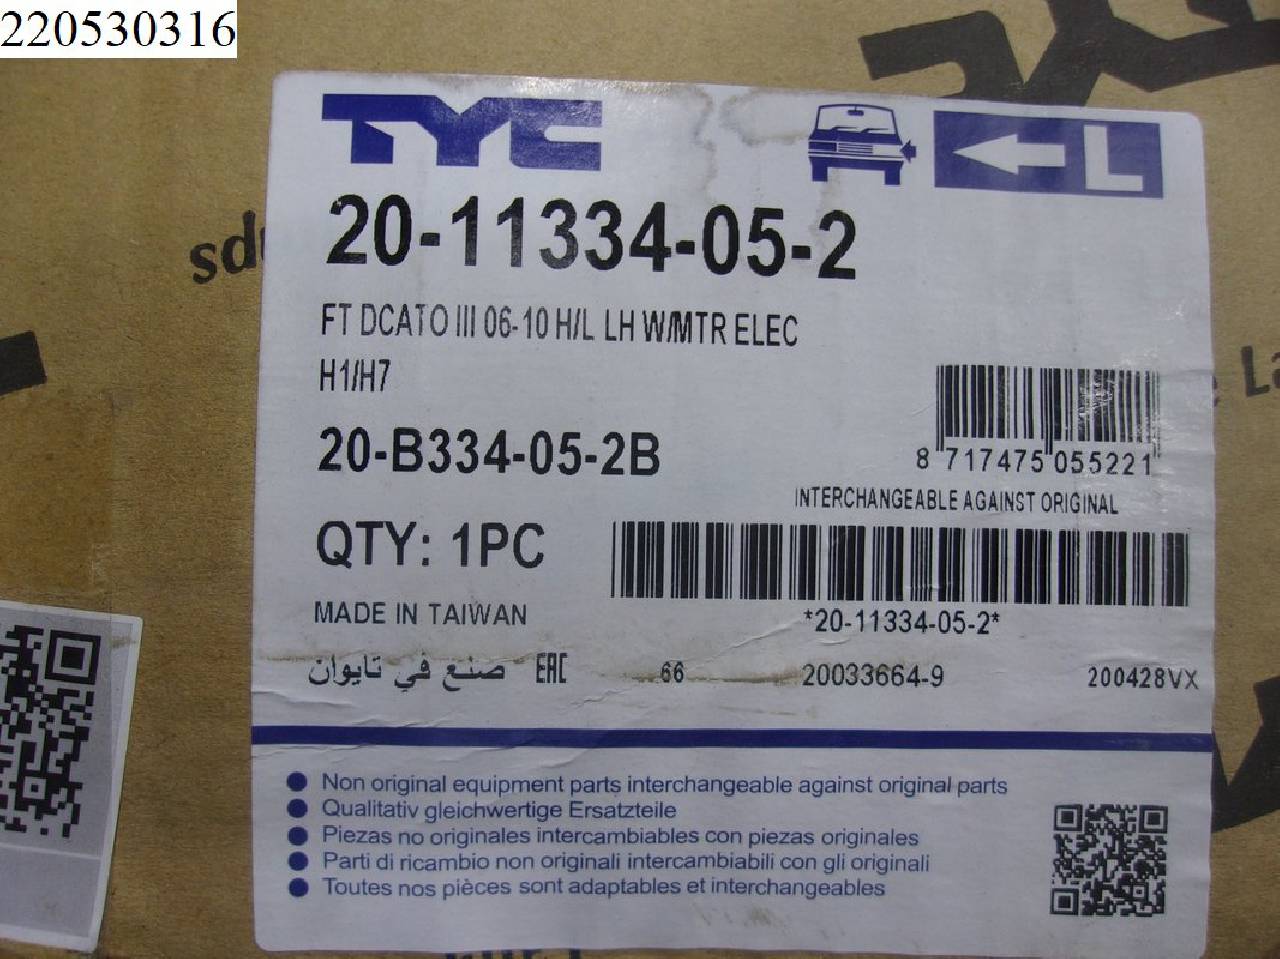 220530316
TYC
L
20-11334-05-2
FT DCATO III 06-10 H/L LH W/MTR ELEC
H1/H7
20-B334-05-2B
8 717475 055221
INTERCHANGEABLE AGAINST ORIGINAL
QTY: 1PC
MADE IN TAIWAN
*20-11334-05-2*
صنع في تايوان EAC 66 20033664-9 200428VX
● Non original equipment parts interchangeable against original parts
● Qualitativ gleichwertige Ersatzteile
● Piezas no originales intercambiables con piezas originales
● Parti di ricambio non originali intercambiabili con gli originali
● Toutes nos pièces sont adaptables et interchangeables